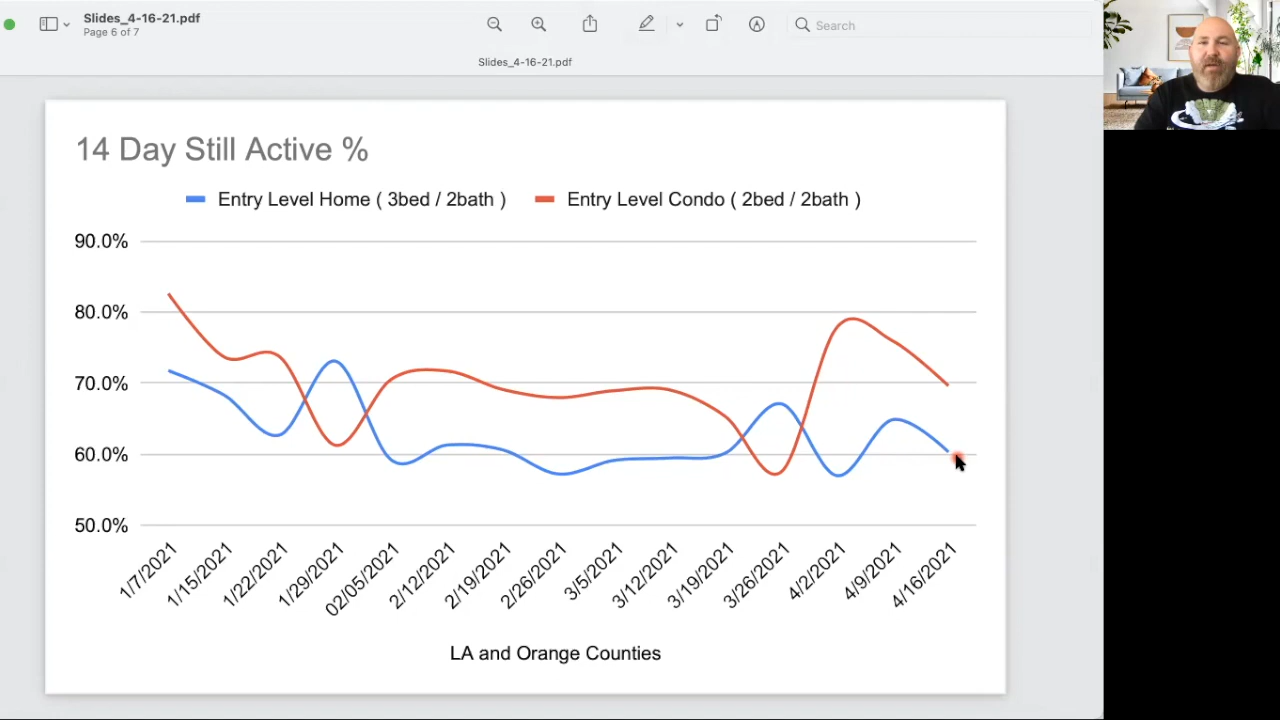 Slides_4-16-21.pdf
Page 6 of 7
Search
Slides_4-16-21.pdf
14 Day Still Active %
Entry Level Home ( 3bed / 2bath )
Entry Level Condo ( 2bed / 2bath )
90.0%
80.0%
70.0%
60.0%
50.0%
1/7/2021
1/15/2021
1/22/2021
1/29/2021
02/05/2021
2/12/2021
2/19/2021
2/26/2021
3/5/2021
3/12/2021
3/19/2021
3/26/2021
4/2/2021
4/9/2021
4/16/2021
LA and Orange Counties